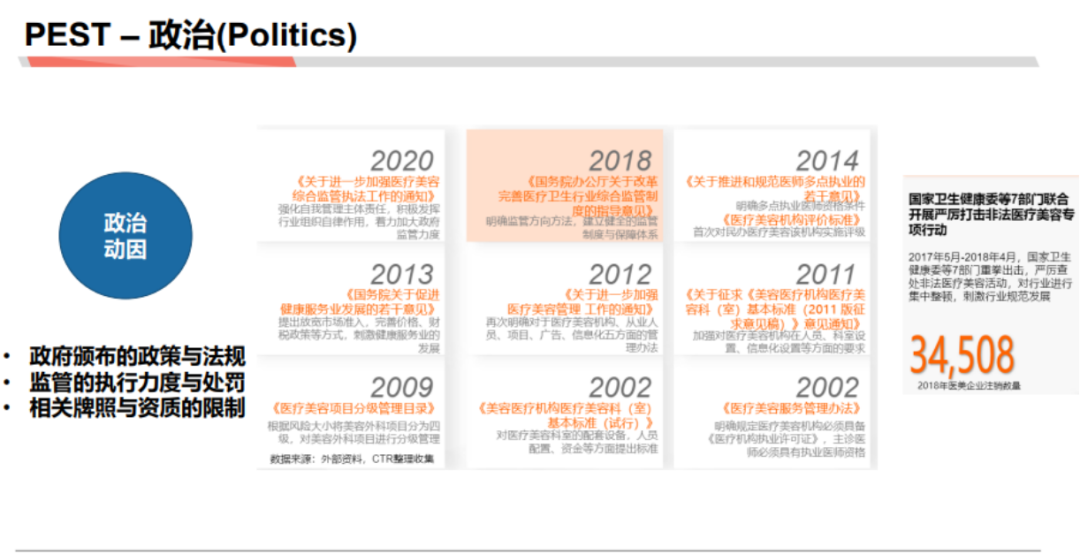 PEST – 政治(Politics)
政治
动因
• 政府颁布的政策与法规
• 监管的执行力度与处罚
• 相关牌照与资质的限制
2020
《关于进一步加强医疗美容
综合监管执法工作的通知》
强化自我管理主体责任，积极发挥
行业组织自律作用，着力加大政府
监管力度
2018
《国务院办公厅关于改革
完善医疗卫生行业综合监管制
度的指导意见》
明确监管方向方法，建立健全的监管
制度与保障体系
2014
《关于推进和规范医师多点执业的
若干意见》
明确多点执业医师资格条件
《医疗美容机构评价标准》
首次对民办医疗美容该机构实施评级
2013
《国务院关于促进
健康服务业发展的若干意见》
提出放宽市场准入，完善价格、财
税政策等方式，刺激健康服务业的
发展
2012
《关于进一步加强
医疗美容管理 工作的通知》
再次明确对于医疗美容机构、从业人
员、项目、广告、信息化五方面的管
理办法
2011
《关于征求《美容医疗机构医疗美
容科（室）基本标准（2011 版征
求意见稿）》意见通知》
加强对医疗美容机构在人员、科室设
置、信息化设置等方面的要求
2009
《医疗美容项目分级管理目录》
根据风险大小将美容外科项目分为四
级，对美容外科项目进行分级管理
数据来源：外部资料，CTR整理收集
2002
《美容医疗机构医疗美容科（室）
基本标准（试行）》
对医疗美容科室的配套设备，人员
配置、资金等方面提出标准
2002
《医疗美容服务管理办法》
明确规定医疗美容机构必须具备
《医疗机构执业许可证》，主诊医
师必须具有执业医师资格
国家卫生健康委等7部门联合
开展严厉打击非法医疗美容专
项行动
2017年5月-2018年4月，国家卫生
健康委等7部门重拳出击，严厉查
处非法医疗美容活动，对行业进行
集中整顿，刺激行业规范发展
34,508
2018年医美企业注销数量